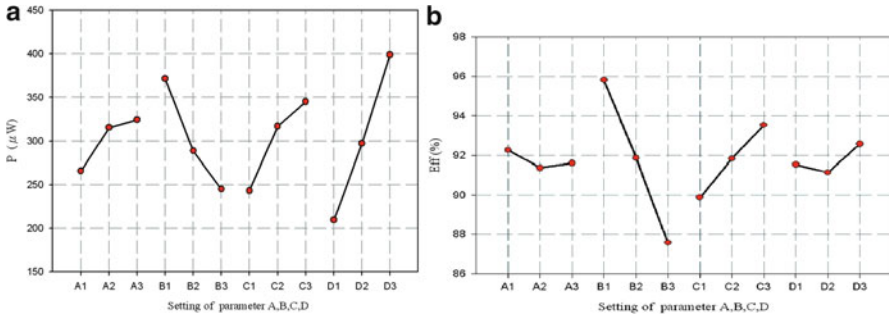 a
450
400
350
300
250
200
150
P (μW)
A1 A2 A3 B1 B2 B3 C1 C2 C3 D1 D2 D3
Setting of parameter A,B,C,D
b
98
96
94
92
90
88
86
Eff(%)
A1 A2 A3 B1 B2 B3 C1 C2 C3 D1 D2 D3
Setting of parameter A,B,C,D